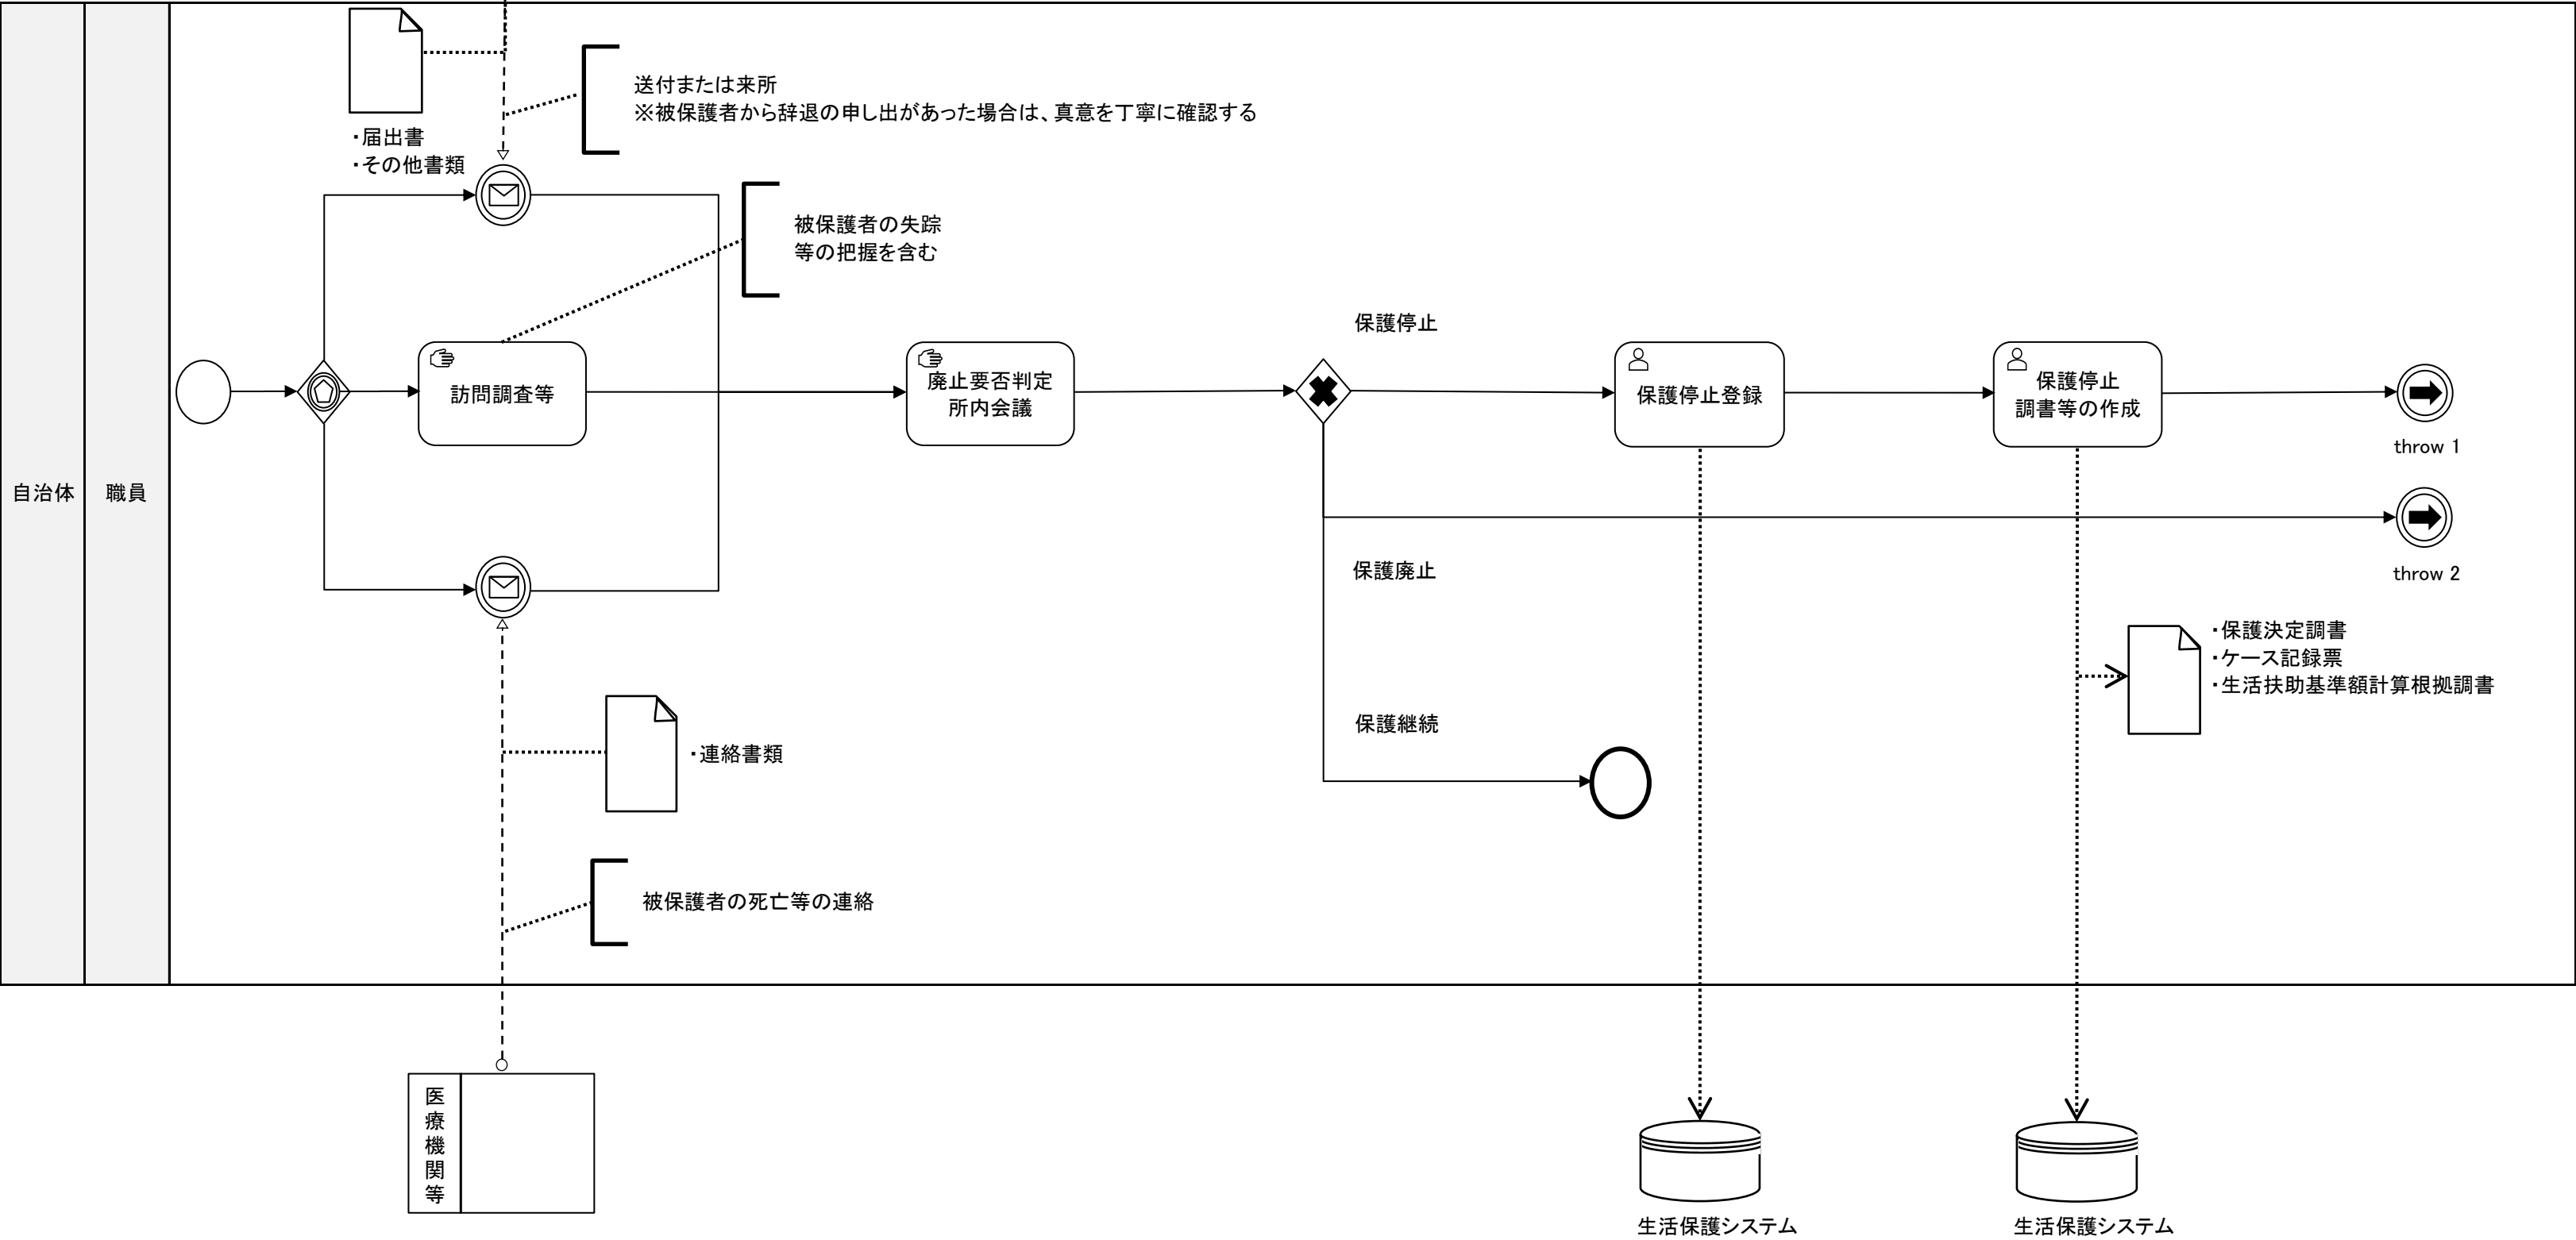 送付または来所
※被保護者から辞退の申し出があった場合は、真意を丁寧に確認する
・届出書
・その他書類
被保護者の失踪
等の把握を含む
保護停止
訪問調査等
廃止要否判定
所内会議
保護停止登録
保護停止
調書等の作成
throw 1
自治体
職員
保護廃止
throw 2
・保護決定調書
・ケース記録票
・生活扶助基準額計算根拠調書
保護継続
・連絡書類
被保護者の死亡等の連絡
医療機関等
生活保護システム
生活保護システム